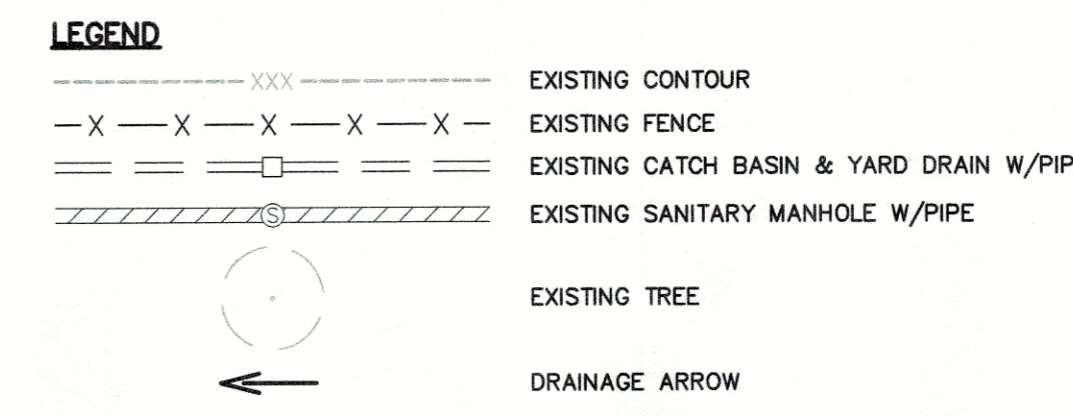 LEGEND
XXX EXISTING CONTOUR
X X X X X EXISTING FENCE
EXISTING CATCH BASIN & YARD DRAIN W/PIP
S EXISTING SANITARY MANHOLE W/PIPE
EXISTING TREE
DRAINAGE ARROW